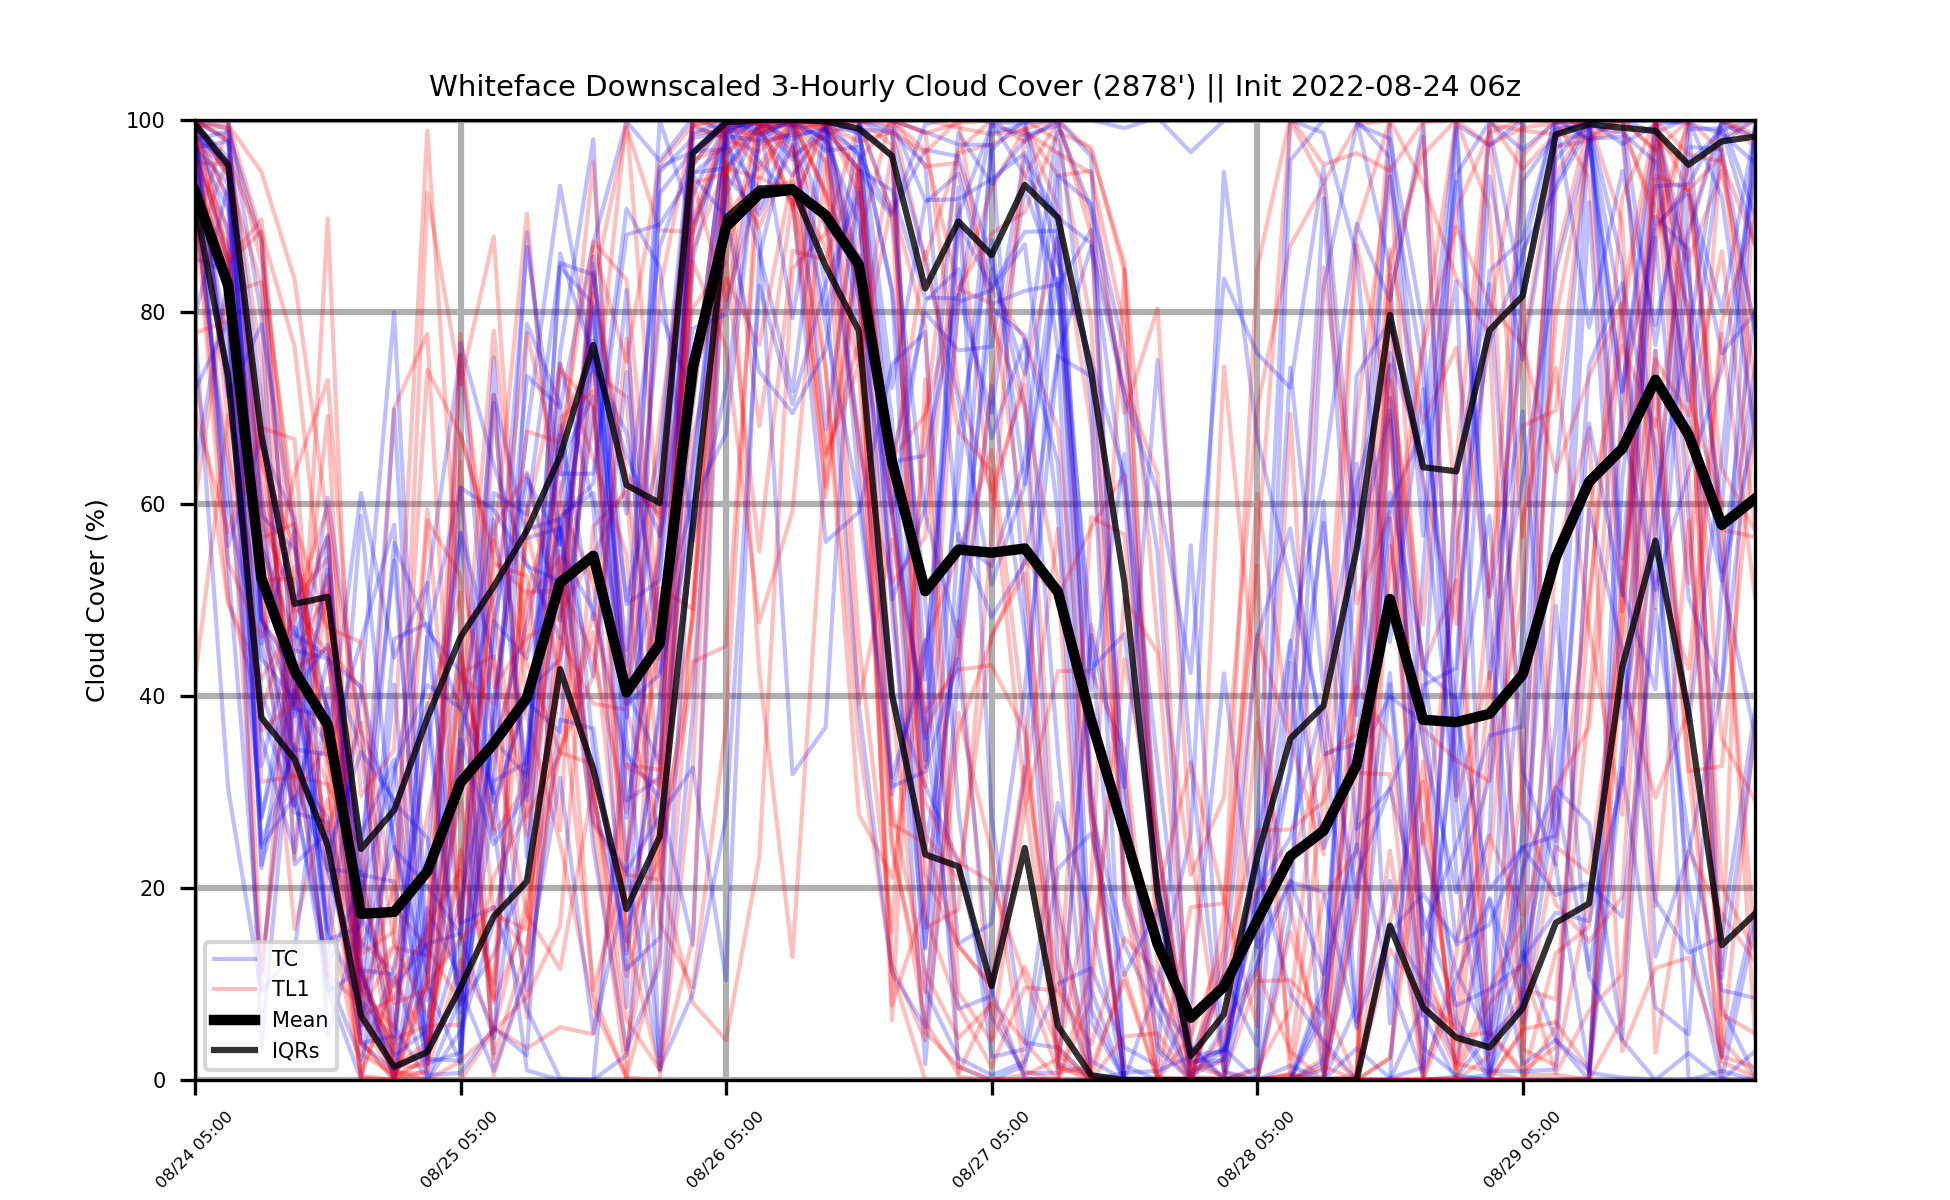 Whiteface Downscaled 3-Hourly Cloud Cover (2878') || Init 2022-08-24 06z
Cloud Cover (%)
100
80
60
40
20
0
TC
TL1
Mean
IQRs
08/24 05:00
08/25 05:00
08/26 05:00
08/27 05:00
08/28 05:00
08/29 05:00